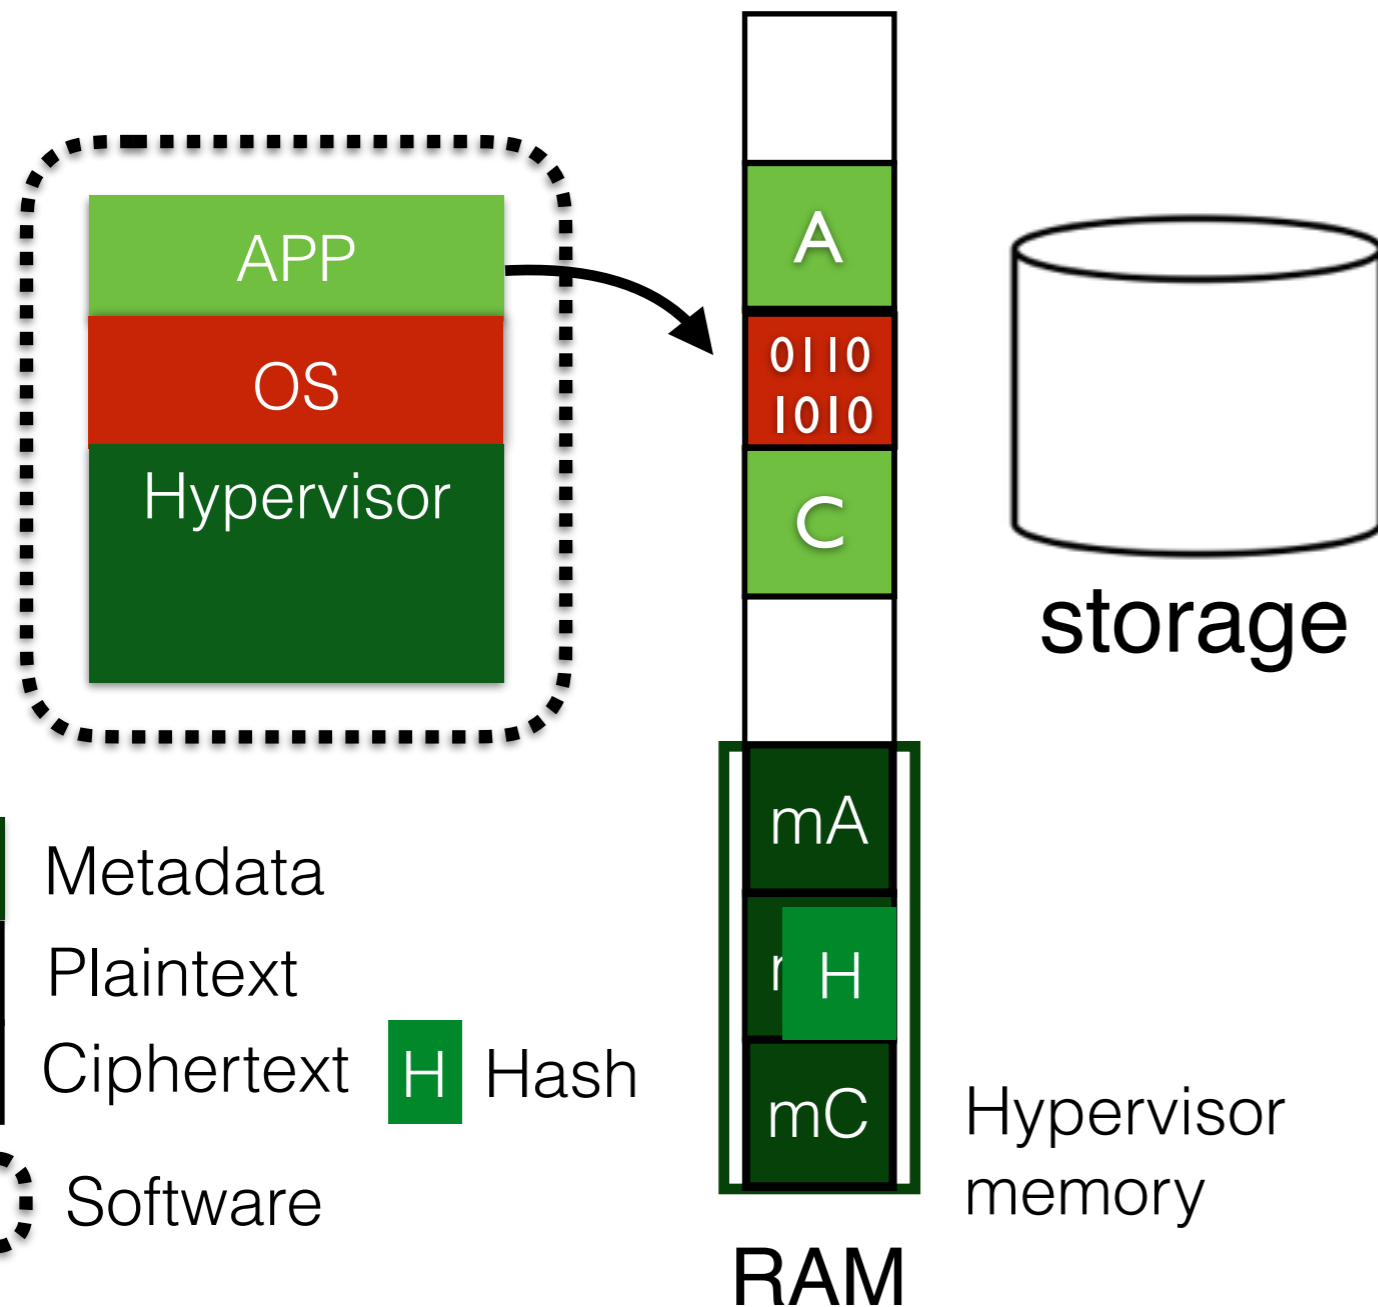 APP
OS
Hypervisor
A
0110
1010
C
storage
mA
H
mC
Hypervisor
memory
RAM
Metadata
Plaintext
Ciphertext
H
Hash
Software